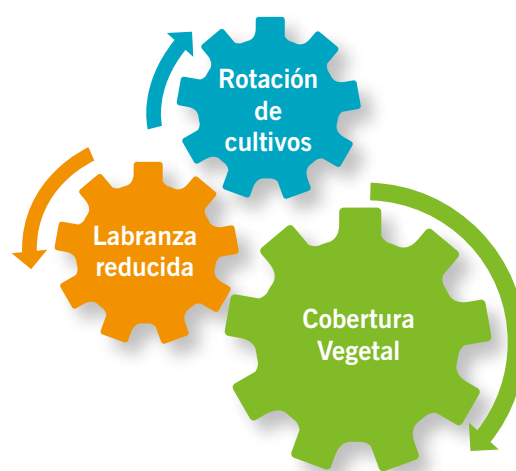 Rotación
de
cultivos
Labranza
reducida
Cobertura
Vegetal